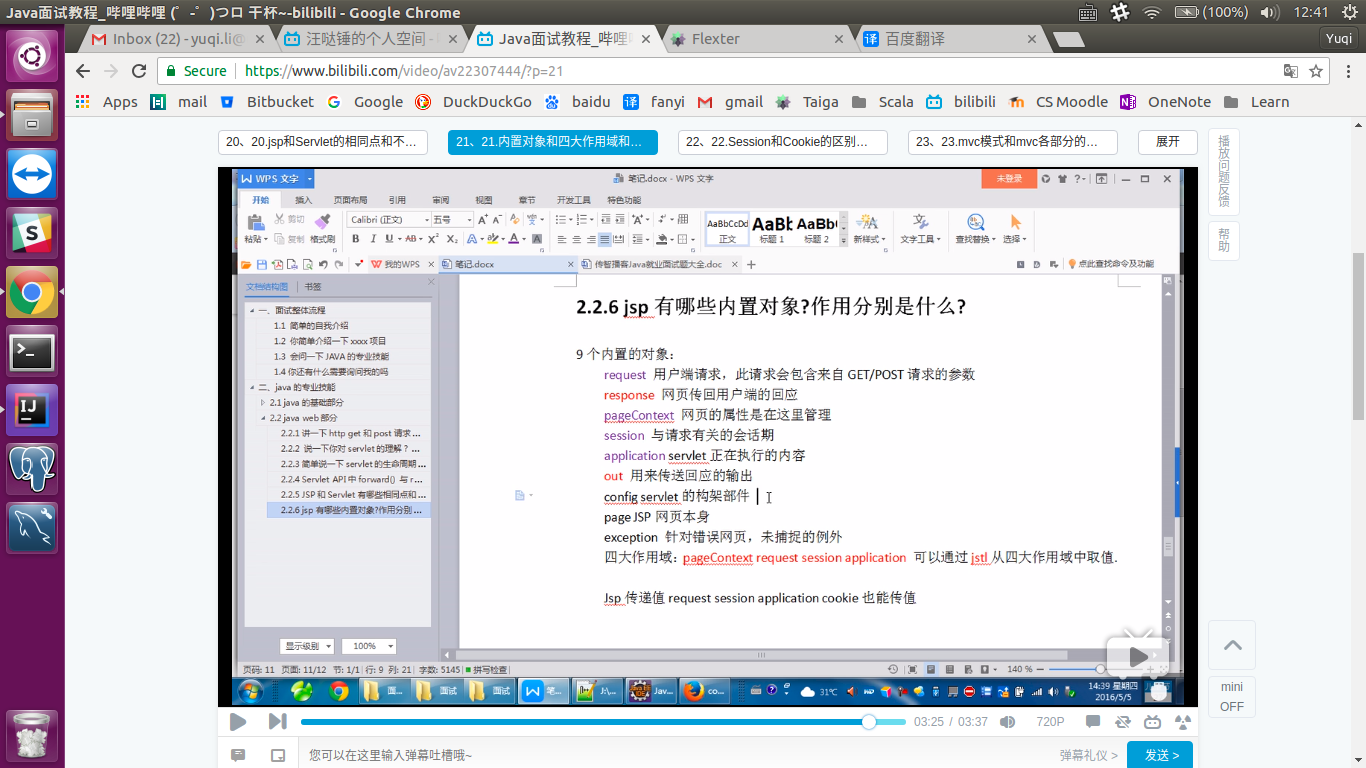 Java面试教程_哔哩哔哩 (゜-゜)つロ 干杯~-bilibili - Google Chrome
(100%) 12:41
Inbox (22) - yuqi.li@
汪哒锤的个人空间 -
Java面试教程_哔哩
Flexter
百度翻译
Yuqi
Secure https://www.bilibili.com/video/av22307444/?p=21
Apps mail Bitbucket Google DuckDuckGo baidu fanyi gmail Taiga Scala bilibili CS Moodle OneNote Learn
20、20.jsp和Servlet的相同点和不…
21、21.内置对象和四大作用域和…
22、22.Session和Cookie的区别…
23、23.mvc模式和mvc各部分的…
展开
播放问题反馈
帮助
WPS 文字
笔记.docx - WPS 文字
未登录
开始 插入 页面布局 引用 审阅 视图 章节 开发工具 特色功能
粘贴 剪切 复制 格式刷
Calibri (正文) 五号
AaBbCcDd 正文
AaBb 标题 1
AaBb( 标题 2
新样式 文字工具 查找替换 选择
我的WPS
笔记.docx
传智播客Java就业面试题大全.doc
点此查找命令及功能
文档结构图 书签
一、面试整体流程
1.1 简单的自我介绍
1.2 你简单介绍一下 xxxx 项目
1.3 会问一下 JAVA 的专业技能
1.4 你还有什么需要询问我的吗
二、java 的专业技能
2.1 java 的基础部分
2.2 java web 部分
2.2.1 讲一下 http get 和 post 请求 ...
2.2.2 说一下你对 servlet 的理解？ ...
2.2.3 简单说一下 servlet 的生命周期 ...
2.2.4 Servlet API 中 forward() 与 r ...
2.2.5 JSP 和 Servlet 有哪些相同点和 ...
2.2.6 jsp 有哪些内置对象?作用分别 ...
2.2.6 jsp 有哪些内置对象?作用分别是什么?
9 个内置的对象：
request 用户端请求，此请求会包含来自 GET/POST 请求的参数
response 网页传回用户端的回应
pageContext 网页的属性是在这里管理
session 与请求有关的会话期
application servlet 正在执行的内容
out 用来传送回应的输出
config servlet 的构架部件
page JSP 网页本身
exception 针对错误网页，未捕捉的例外
四大作用域：pageContext request session application 可以通过 jstl 从四大作用域中取值.
Jsp 传递值 request session application cookie 也能传值
显示级别 100%
页码: 11 页面: 11/12 节: 1/1 行: 9 列: 21 字数: 5145 拼写检查 140 %
面... 面试 面试 笔... J:\... Jav... co... 31℃
14:39 星期四
2016/5/5
mini
OFF
03:25 / 03:37 720P
您可以在这里输入弹幕吐槽哦~
弹幕礼仪 >
发送 >